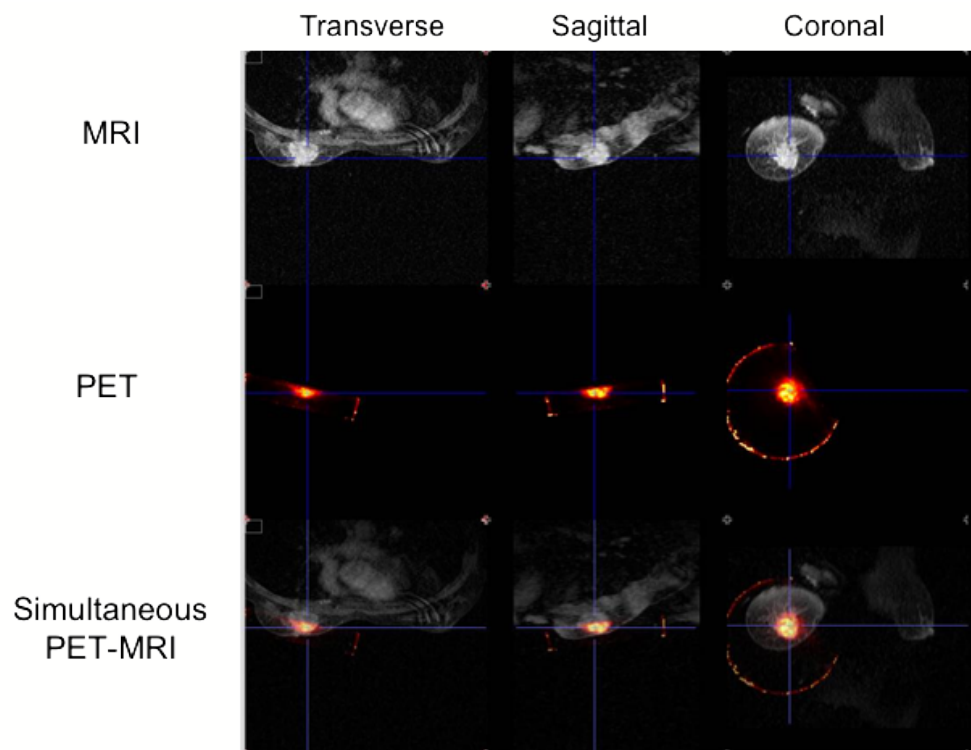 Transverse
Sagittal
Coronal
MRI
PET
Simultaneous
PET-MRI